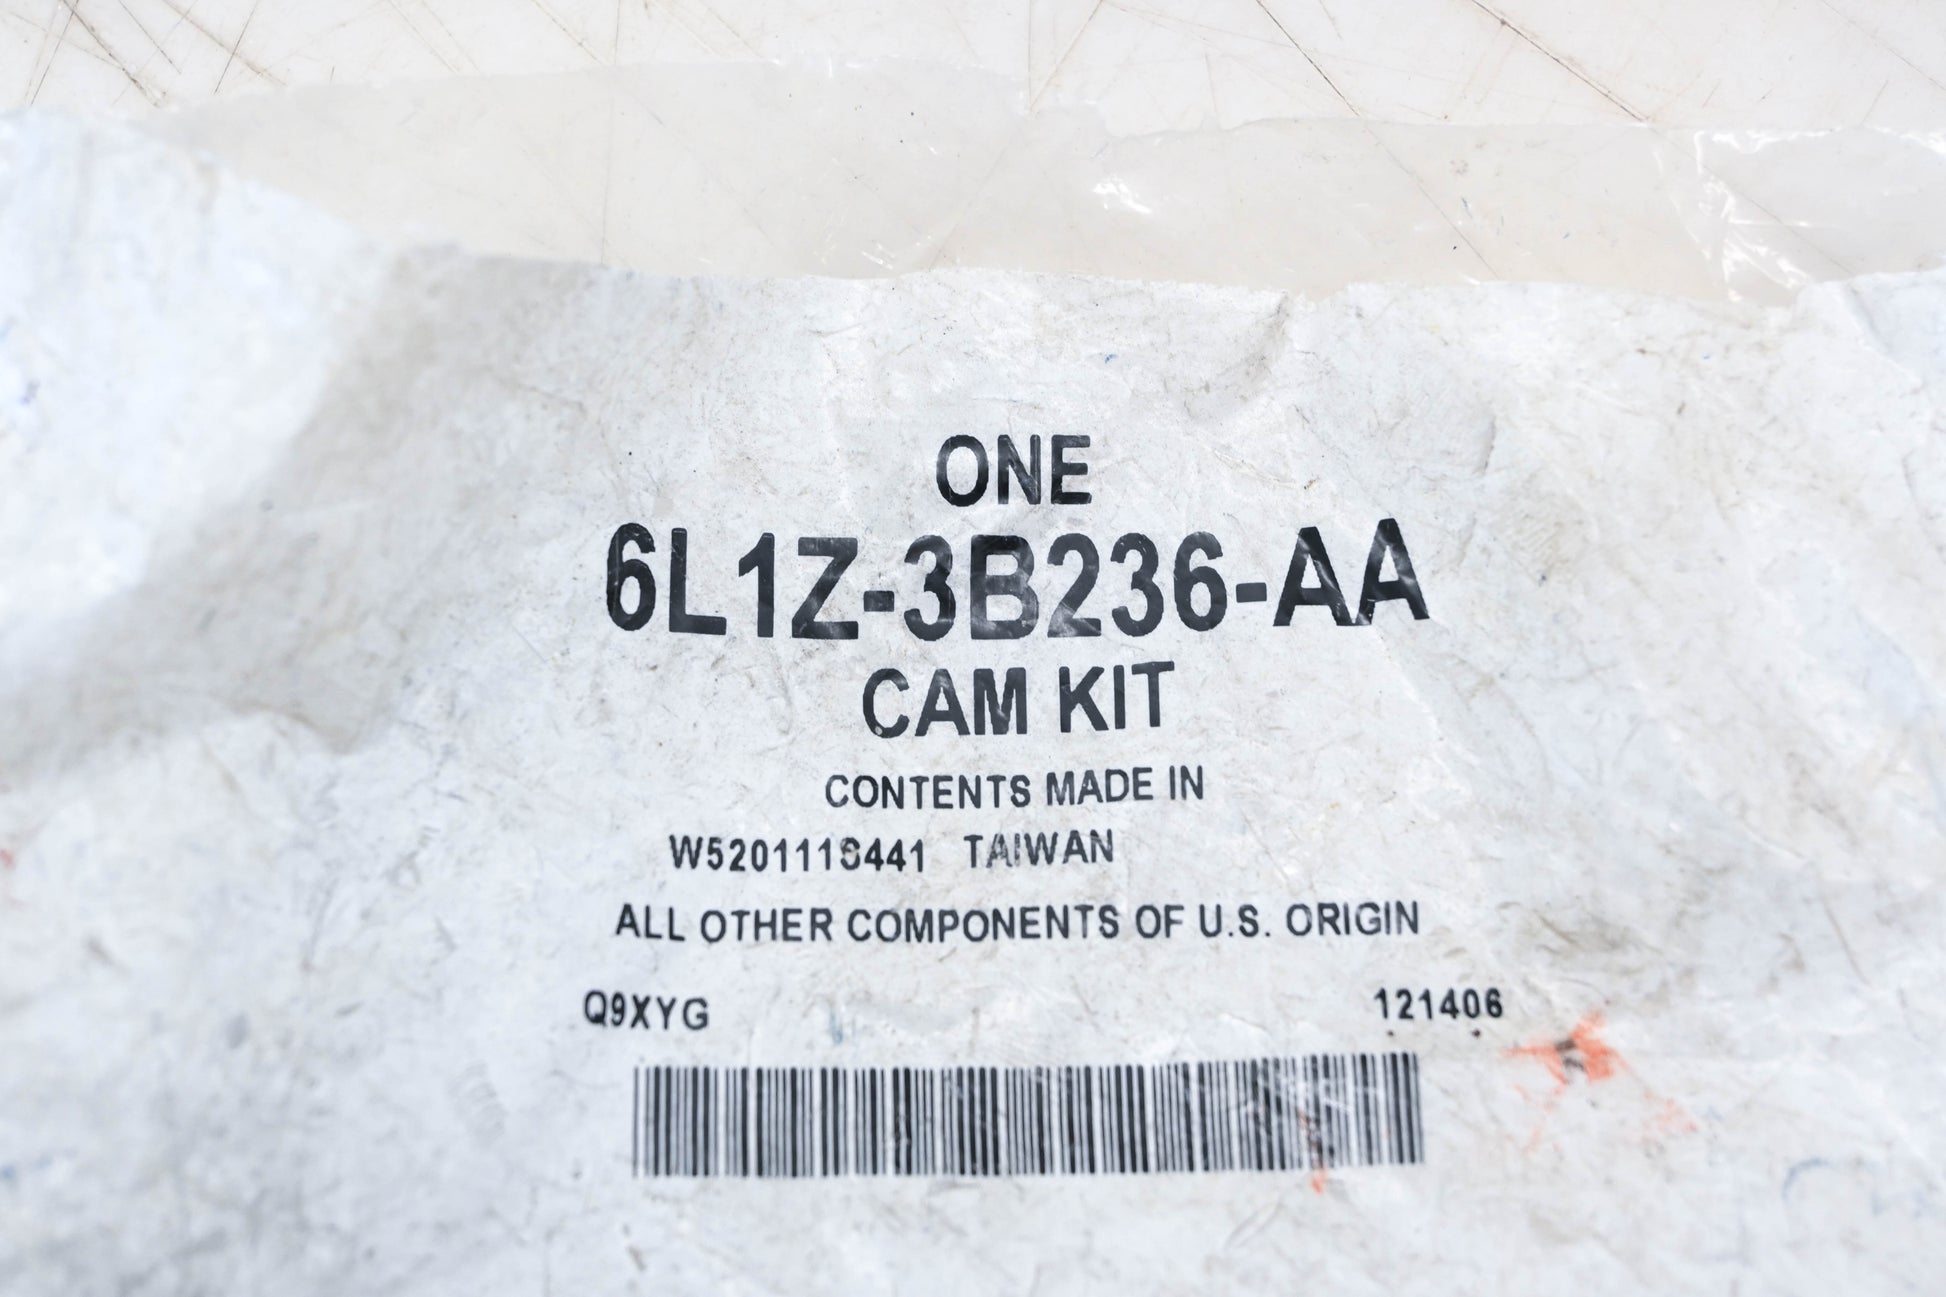 ONE
6L1Z-3B236-AA
CAM KIT
CONTENTS MADE IN
W520111S441 TAIWAN
ALL OTHER COMPONENTS OF U.S. ORIGIN
Q9XYG 121406